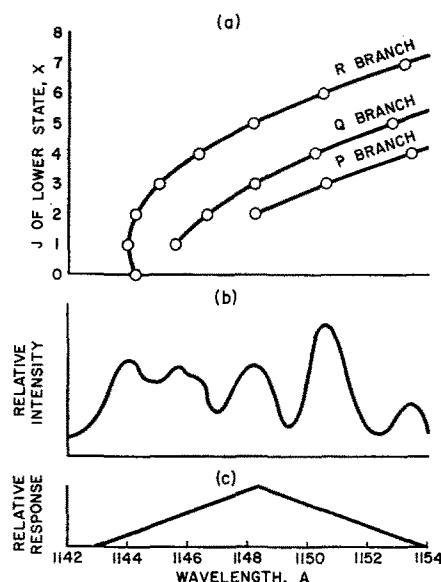 (a)
8
7
6
5
4
3
2
1
0
J OF LOWER STATE, X
R BRANCH
Q BRANCH
P BRANCH
(b)
RELATIVE
INTENSITY
(c)
RELATIVE
RESPONSE
1142 1144 1146 1148 1150 1152 1154
WAVELENGTH, A